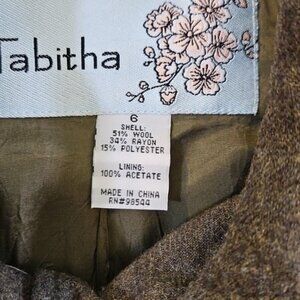 Tabitha
6
SHELL:
51% WOOL
34% RAYON
15% POLYESTER
LINING:
100% ACETATE
MADE IN CHINA
RN#98544